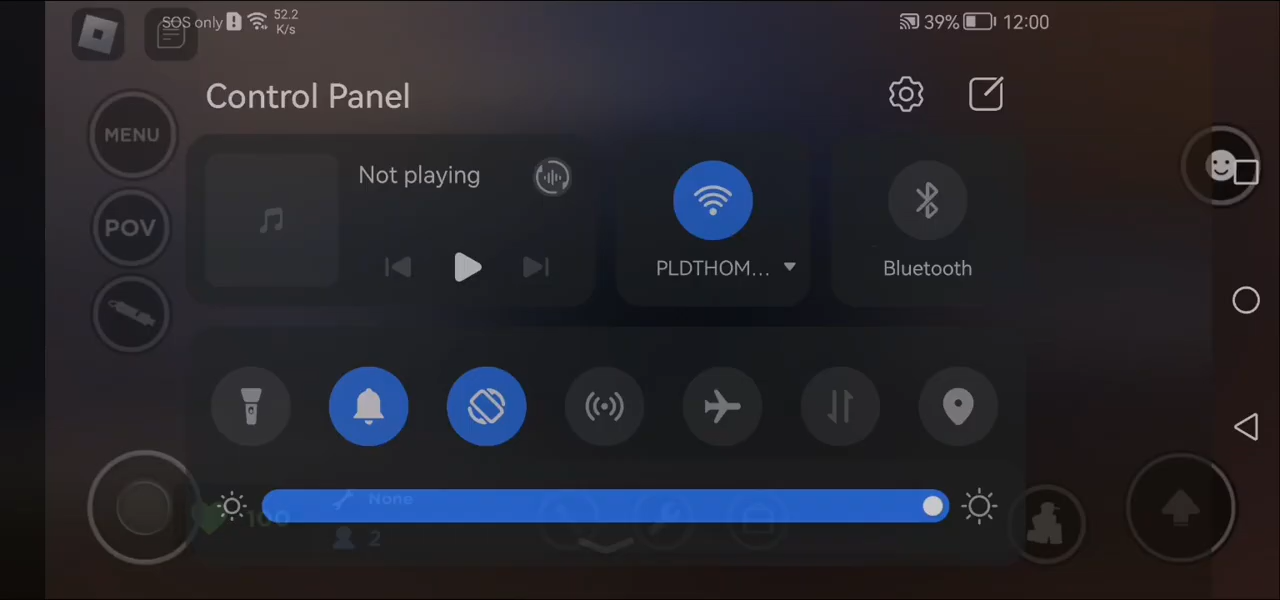 SOS only
52.2
K/s
39%
12:00
Control Panel
MENU
Not playing
POV
PLDTHOM...
Bluetooth
None
100
2